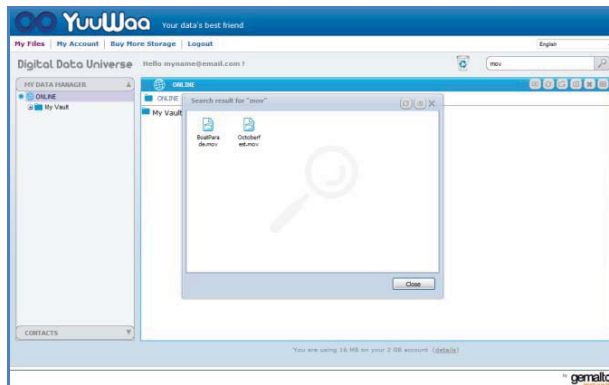 YuuWaa Your data's best friend
My Files | My Account | Buy More Storage | Logout English
Digital Data Universe Hello myname@email.com ! mov
MY DATA MANAGER
ONLINE
ONLINE
My Vault
ONLINE
My Vault
Search result for "mov"
BoatPara
de.mov
Octoberf
est.mov
Close
CONTACTS
You are using 16 MB on your 2 GB account (details)
by gemalto